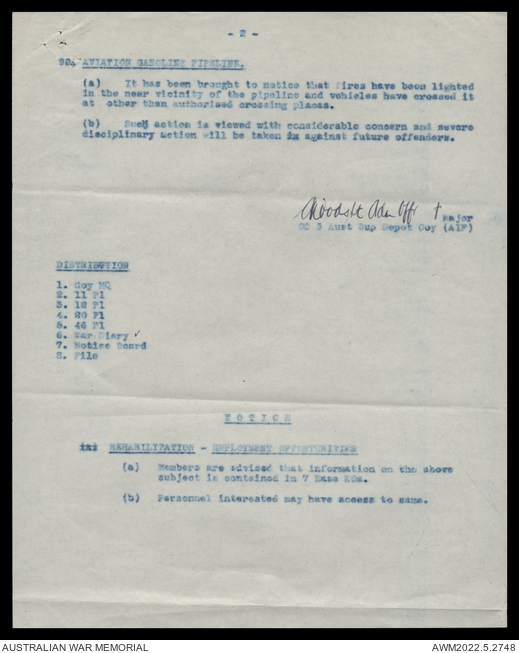 - 2 -
92. AVIATION GASOLINE PIPELINE.
(a) It has been brought to notice that fires have been lighted
in the near vicinity of the pipeline and vehicles have crossed it
at other than authorised crossing places.
(b) Such action is viewed with considerable concern and severe
disciplinary action will be taken against future offenders.
Major
OC 3 Aust Sup Depot Coy (AIF)
DISTRIBUTION
1. Coy HQ
2. 11 Pl
3. 12 Pl
4. 20 Pl
5. 46 Pl
6. War Diary ✓
7. Notice Board
8. File
NOTICE
REHABILITATION - EMPLOYMENT OPPORTUNITIES
(a) Members are advised that information on the above
subject is contained in 7 Base ROs.
(b) Personnel interested may have access to same.
AUSTRALIAN WAR MEMORIAL
AWM2022.5.2748